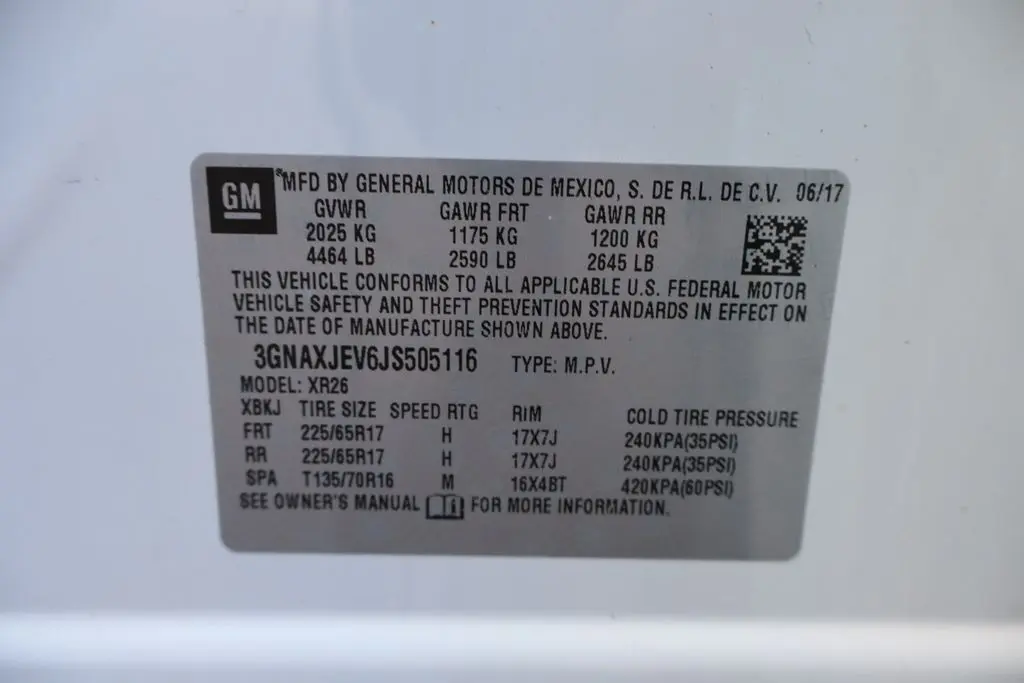 GM *MFD BY GENERAL MOTORS DE MEXICO, S. DE R.L. DE C.V. 06/17
GVWR GAWR FRT GAWR RR
2025 KG 1175 KG 1200 KG
4464 LB 2590 LB 2645 LB
THIS VEHICLE CONFORMS TO ALL APPLICABLE U.S. FEDERAL MOTOR
VEHICLE SAFETY AND THEFT PREVENTION STANDARDS IN EFFECT ON
THE DATE OF MANUFACTURE SHOWN ABOVE.
3GNAXJEV6JS505116 TYPE: M.P.V.
MODEL: XR26
XBKJ TIRE SIZE SPEED RTG RIM COLD TIRE PRESSURE
FRT 225/65R17 H 17X7J 240KPA(35PSI)
RR 225/65R17 H 17X7J 240KPA(35PSI)
SPA T135/70R16 M 16X4BT 420KPA(60PSI)
SEE OWNER'S MANUAL i FOR MORE INFORMATION.